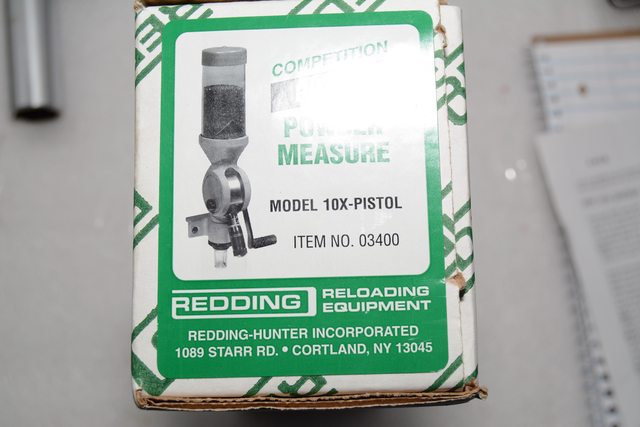 COMPETITION
POWDER
MEASURE
MODEL 10X-PISTOL
ITEM NO. 03400
REDDING RELOADING EQUIPMENT
REDDING-HUNTER INCORPORATED
1089 STARR RD. • CORTLAND, NY 13045